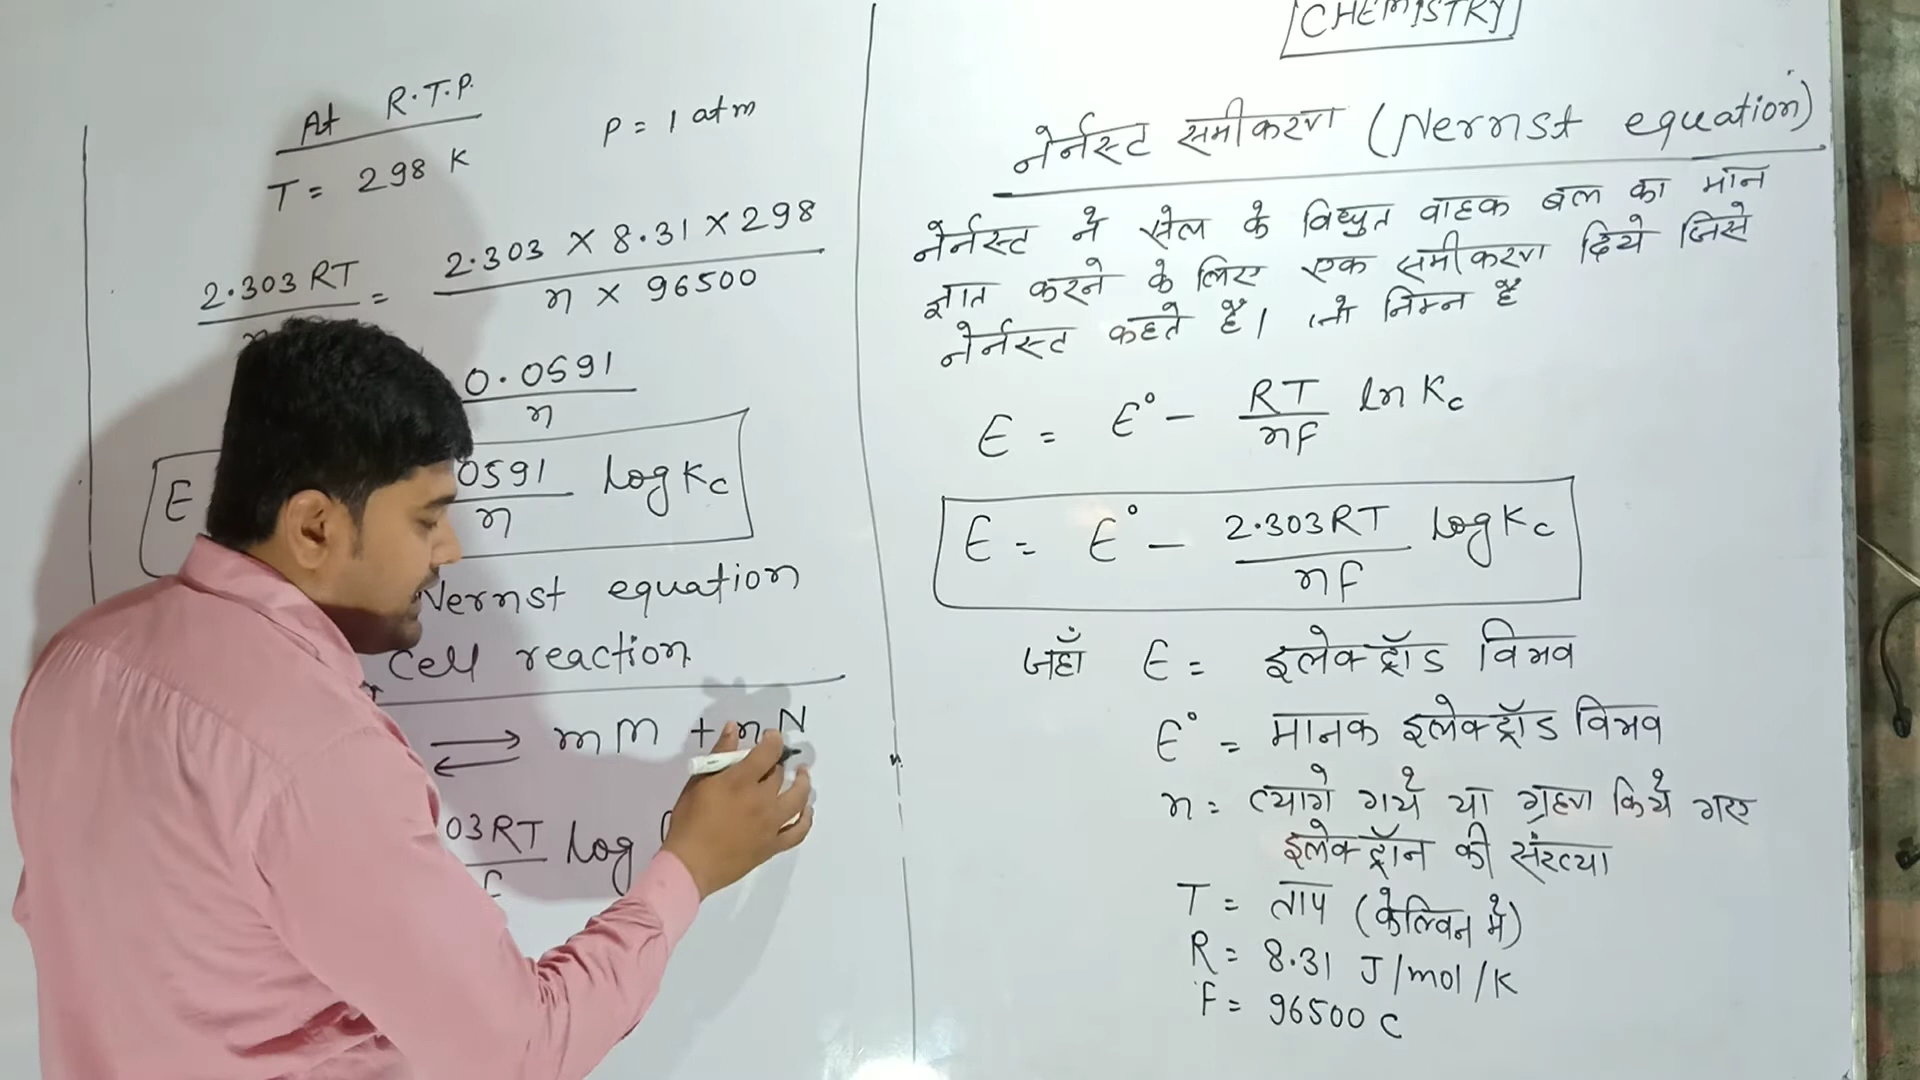 CHEMISTRY
At R.T.P.
T = 298 K P = 1 atm
2.303 RT / n = 2.303 × 8.31 × 298 / n × 96500
0.0591 / n
E 0591 / n log Kc
Nernst equation
Cell reaction
⇌ mM + nN
03RT / F log
नेर्नस्ट समीकरण (Nernst equation)
नेर्नस्ट ने सेल के विद्युत वाहक बल का मान
ज्ञात करने के लिए एक समीकरण दिये जिसे
नेर्नस्ट कहते है। जो निम्न है
E = E° − RT / nF ln Kc
E = E° − 2.303RT / nF log Kc
जहाँ E = इलेक्ट्रॉड विभव
E° = मानक इलेक्ट्रॉड विभव
n = त्यागे गये या ग्रहण किये गए
इलेक्ट्रॉन की संख्या
T = ताप (केल्विन में)
R = 8.31 J/mol/K
F = 96500 C